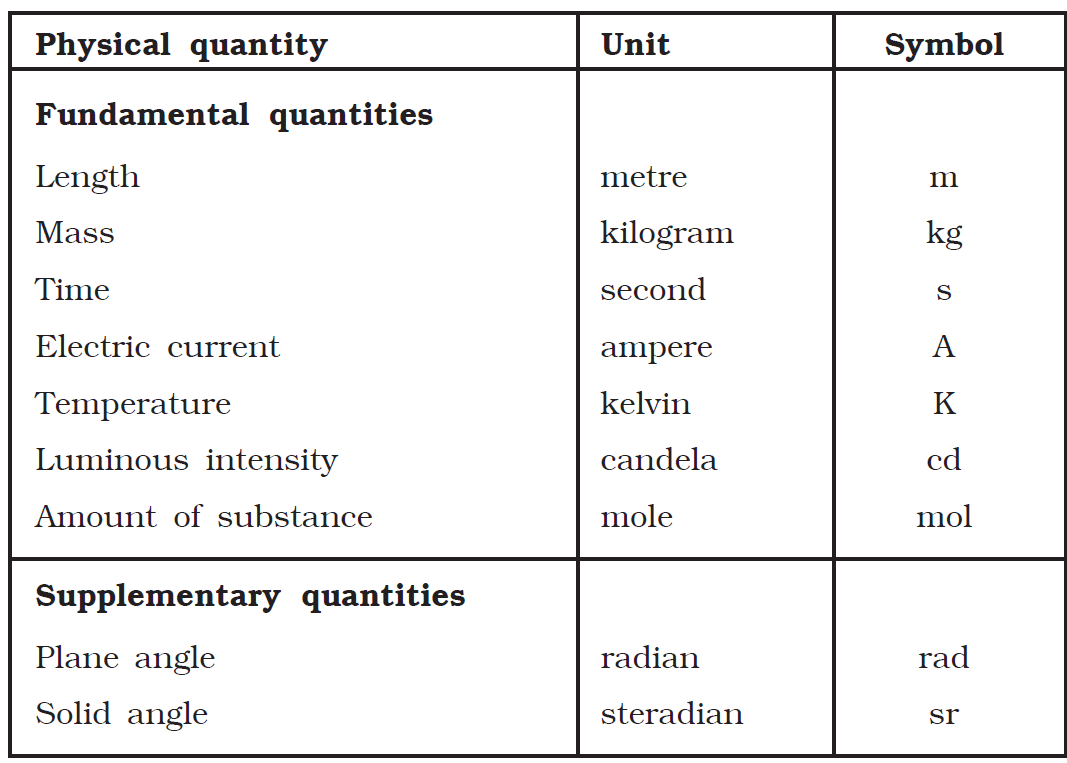 Physical quantity Unit Symbol
Fundamental quantities
Length metre m
Mass kilogram kg
Time second s
Electric current ampere A
Temperature kelvin K
Luminous intensity candela cd
Amount of substance mole mol
Supplementary quantities
Plane angle radian rad
Solid angle steradian sr